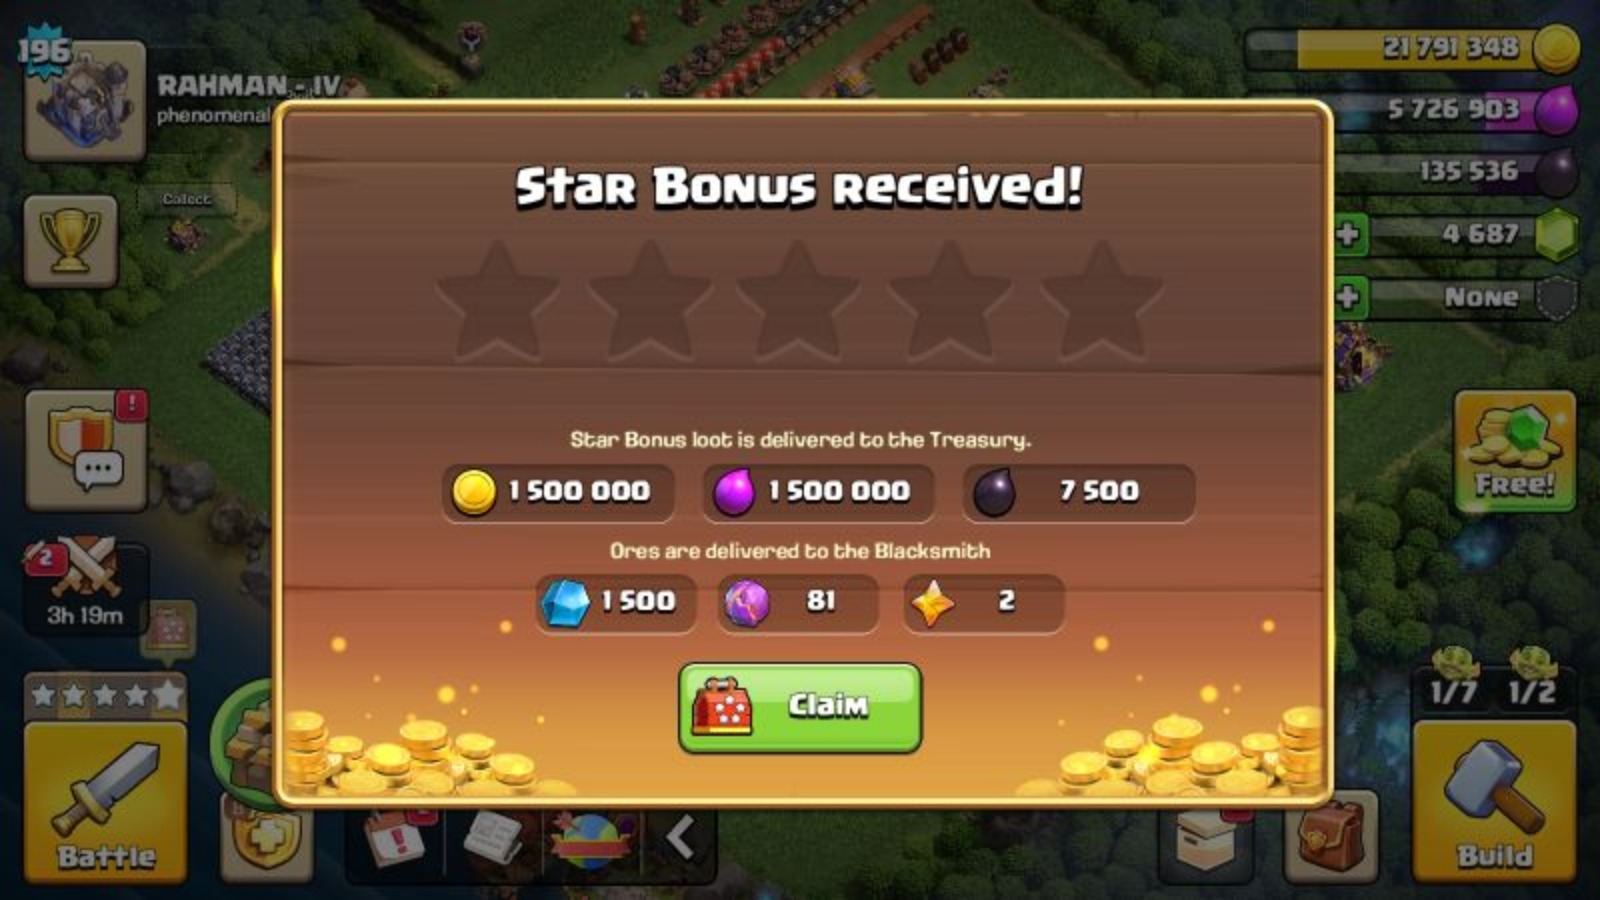 196
RAHMAN - IV
phenomenal
21 791 348
5 726 903
135 536
4 687
None
Collect
Star Bonus received!
Star Bonus loot is delivered to the Treasury.
1 500 000
1 500 000
7 500
Ores are delivered to the Blacksmith
1 500
81
2
Claim
!
2
3h 19m
Free!
1/7
1/2
Battle
Build